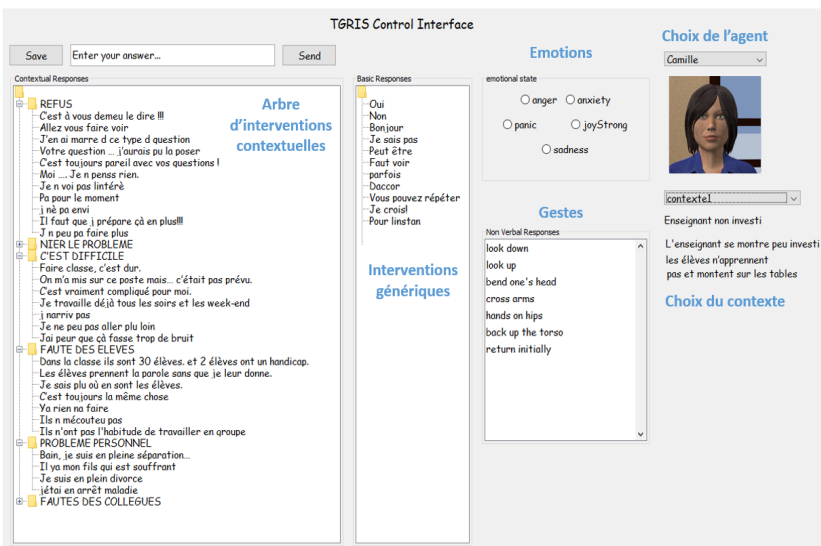 TGRIS Control Interface
Save
Enter your answer...
Send
Contextual Responses
REFUS
C'est à vous demeu le dire !!!
Allez vous faire voir
J'en ai marre d ce type d question
Votre question ... j'aurais pu la poser
C'est toujours pareil avec vos questions !
Moi .... Je n penss rien.
Je n voi pas lintérè
Pa pour le moment
j nè pa envi
Il faut que j prépare çà en plus!!!
J n peu pa faire plus
NIER LE PROBLEME
C'EST DIFFICILE
Faire classe, c'est dur.
On m'a mis sur ce poste mais... c'était pas prévu.
C'est vraiment compliqué pour moi.
Je travaille déjà tous les soirs et les week-end
j narriv pas
Je ne peu pas aller plu loin
Jai peur que çà fasse trop de bruit
FAUTE DES ELEVES
Dans la classe ils sont 30 élèves. et 2 élèves ont un handicap.
Les élèves prennent la parole sans que je leur donne.
Je sais plu où en sont les élèves.
C'est toujours la même chose
Ya rien na faire
Ils n mécouteu pas
Ils n'ont pas l'habitude de travailler en groupe
PROBLEME PERSONNEL
Bain, je suis en pleine séparation...
Il ya mon fils qui est souffrant
Je suis en plein divorce
jétai en arrêt maladie
FAUTES DES COLLEGUES
Arbre
d'interventions
contextuelles
Basic Responses
Oui
Non
Bonjour
Je sais pas
Peut être
Faut voir
parfois
Daccor
Vous pouvez répéter
Je crois!
Pour linstan
Interventions
génériques
Emotions
emotional state
anger anxiety
panic joyStrong
sadness
Gestes
Non Verbal Responses
look down
look up
bend one's head
cross arms
hands on hips
back up the torso
return initially
Choix de l'agent
Camille
contexte1
Enseignant non investi
L'enseignant se montre peu investi
les élèves n'apprennent
pas et montent sur les tables
Choix du contexte